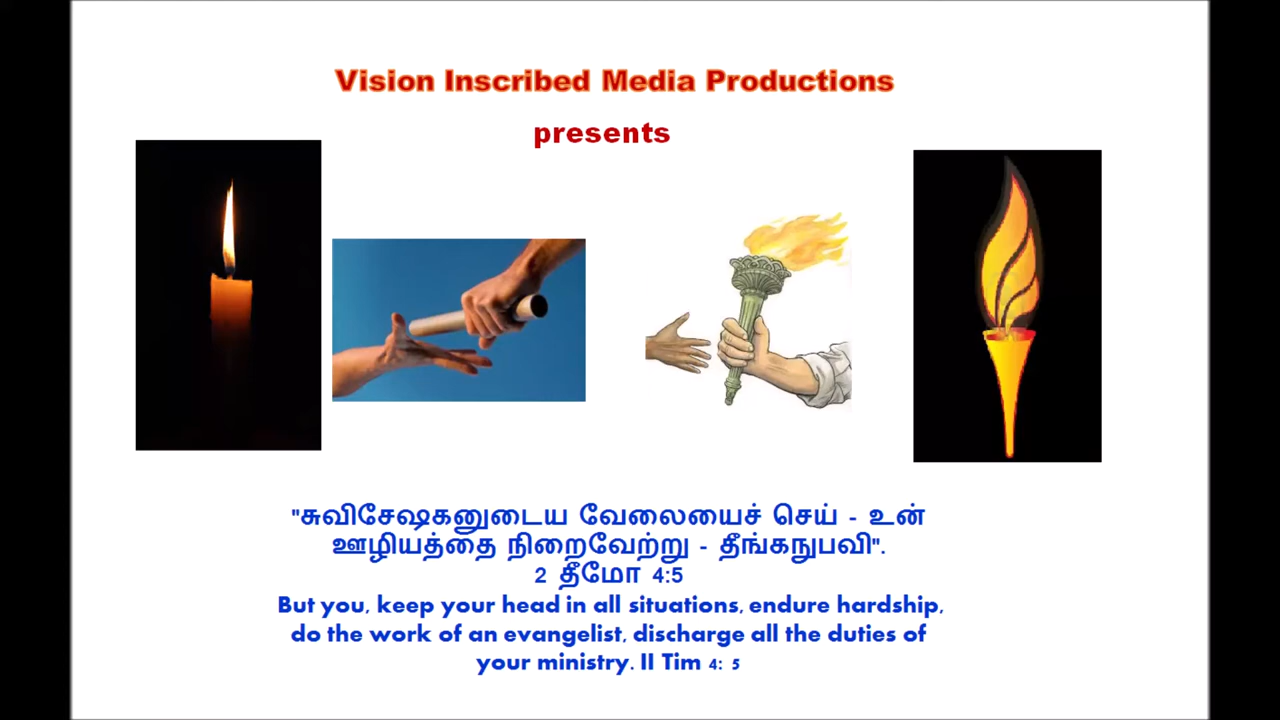 Vision Inscribed Media Productions
presents
"சுவிசேஷகனுடைய வேலையைச் செய் - உன்
ஊழியத்தை நிறைவேற்று - தீங்கநுபவி".
2 தீமோ 4:5
But you, keep your head in all situations, endure hardship,
do the work of an evangelist, discharge all the duties of
your ministry. II Tim 4: 5